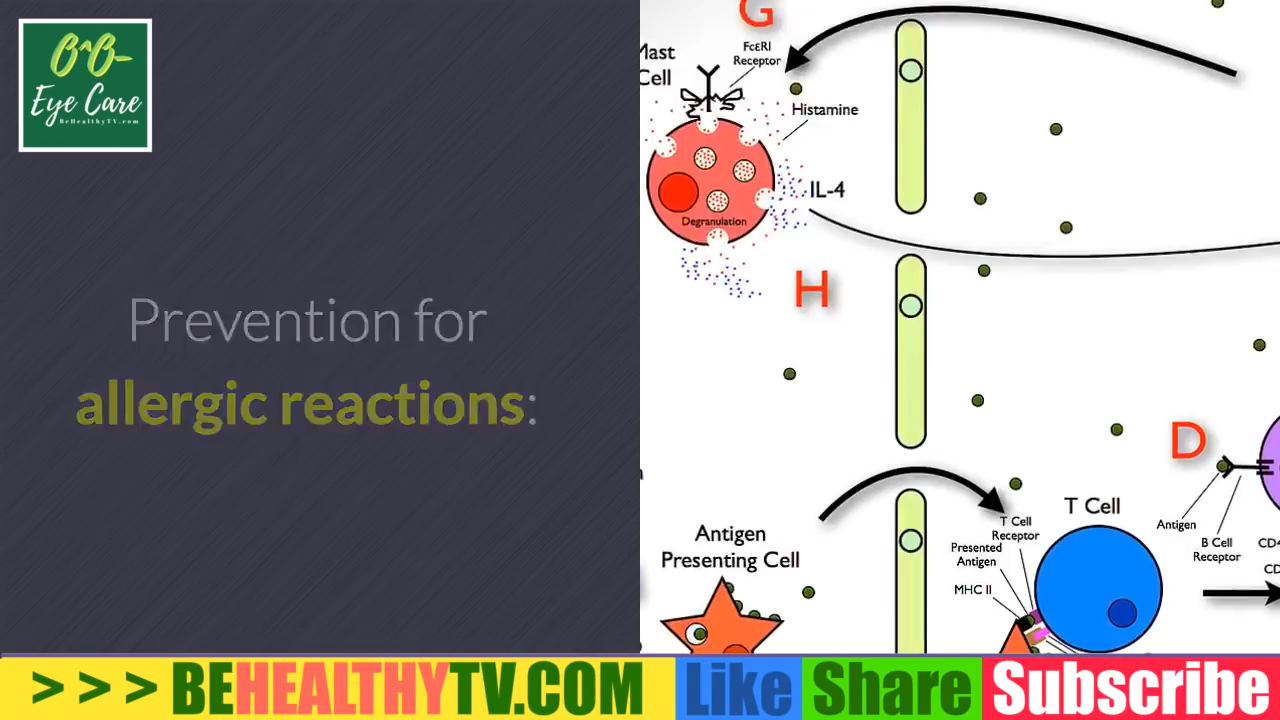 Eye Care
BeHealthyTV.com
Prevention for
allergic reactions:
G
Cell
FcεRI
Receptor
Histamine
IL-4
Degranulation
H
D
Antigen
Presenting Cell
T Cell
T Cell
Receptor
Presented
Antigen
MHC II
Antigen
B Cell
Receptor
> > > BEHEALTHYTV.COM Like Share Subscribe